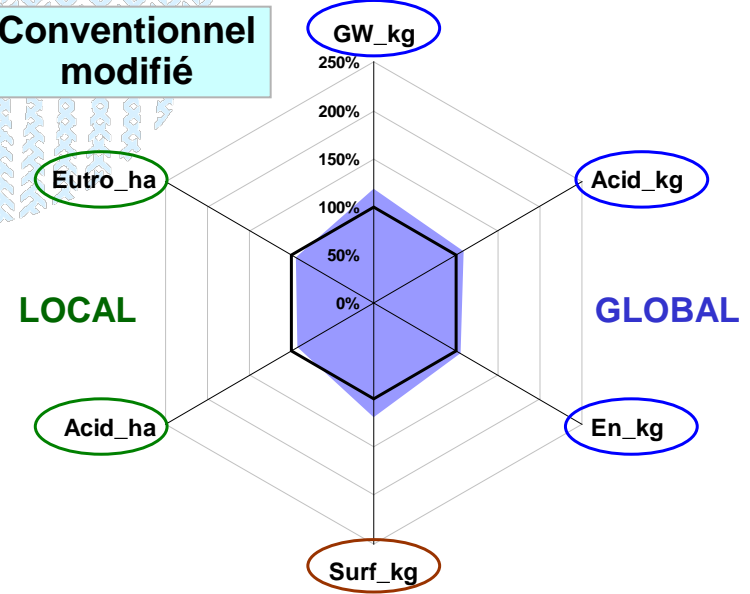 Conventionnel
modifié
GW_kg
250%
200%
150%
100%
50%
0%
Eutro_ha
Acid_kg
LOCAL
GLOBAL
Acid_ha
En_kg
Surf_kg